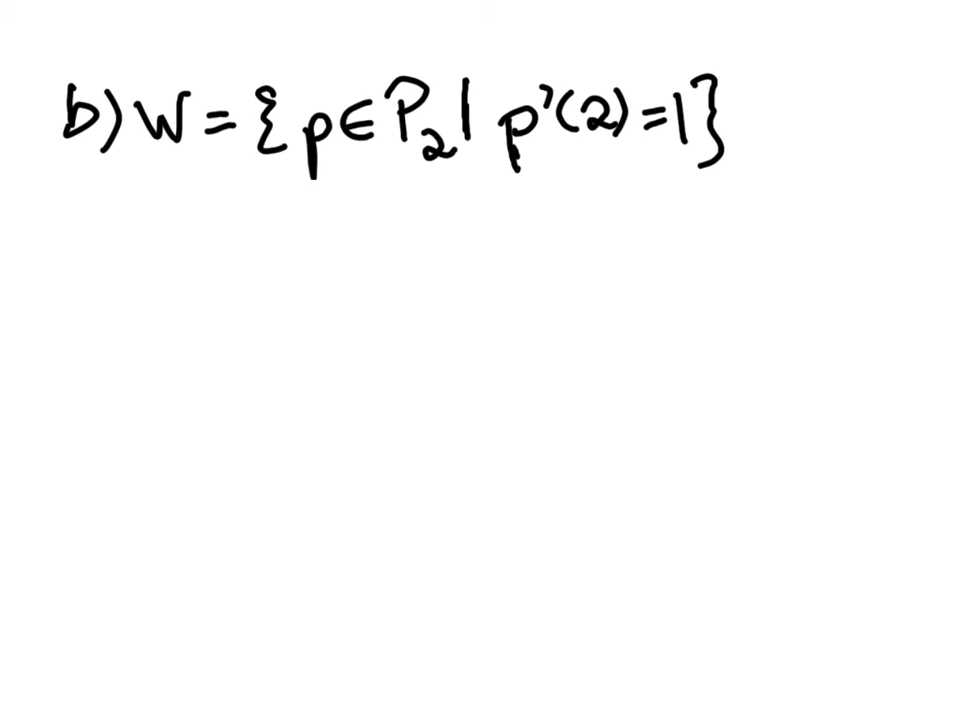 b) W = { p ∈ P₂ | p'(2) = 1 }